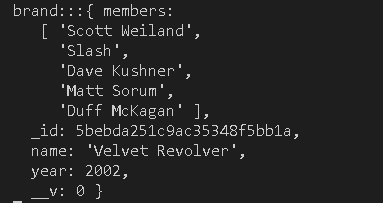 brand:::{ members:
[ 'Scott Weiland',
'Slash',
'Dave Kushner',
'Matt Sorum',
'Duff McKagan' ],
_id: 5bebda251c9ac35348f5bb1a,
name: 'Velvet Revolver',
year: 2002,
__v: 0 }